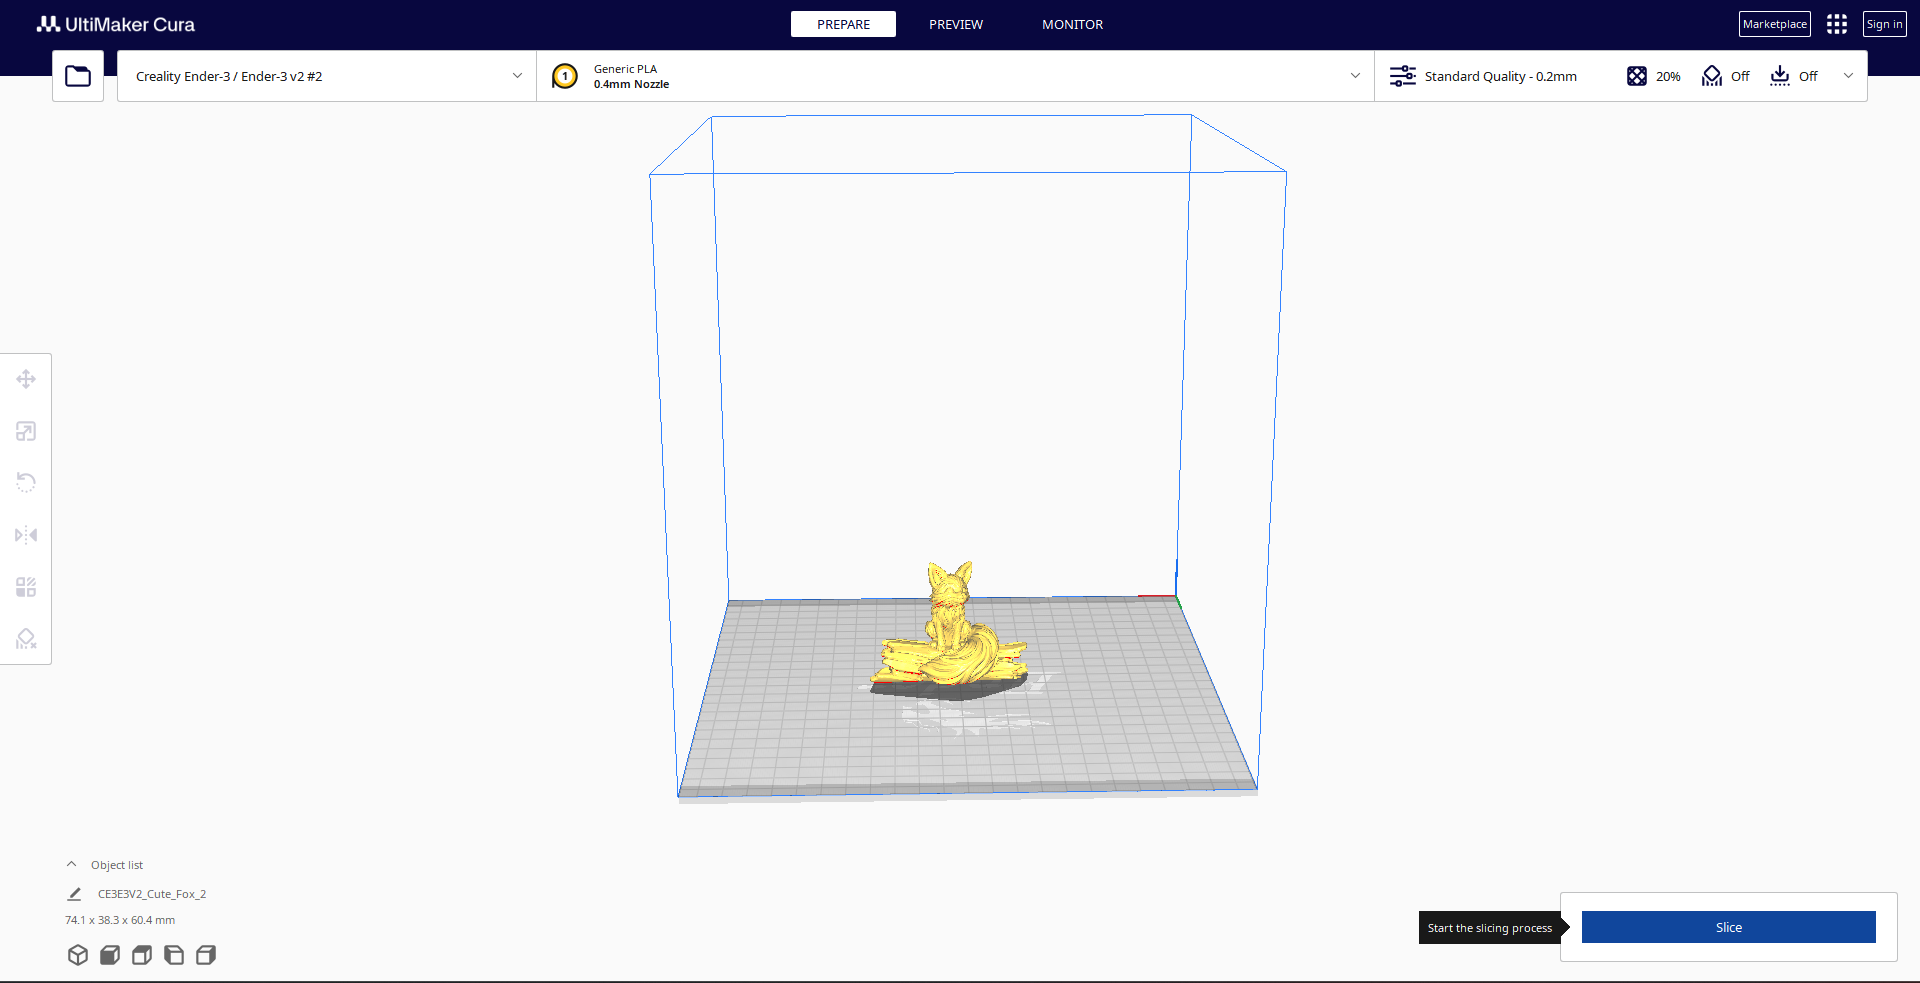 UltiMaker Cura
PREPARE
PREVIEW
MONITOR
Marketplace
Sign in
Creality Ender-3 / Ender-3 v2 #2
1
Generic PLA
0.4mm Nozzle
Standard Quality - 0.2mm
20%
Off
Off
Object list
CE3E3V2_Cute_Fox_2
74.1 x 38.3 x 60.4 mm
Start the slicing process
Slice